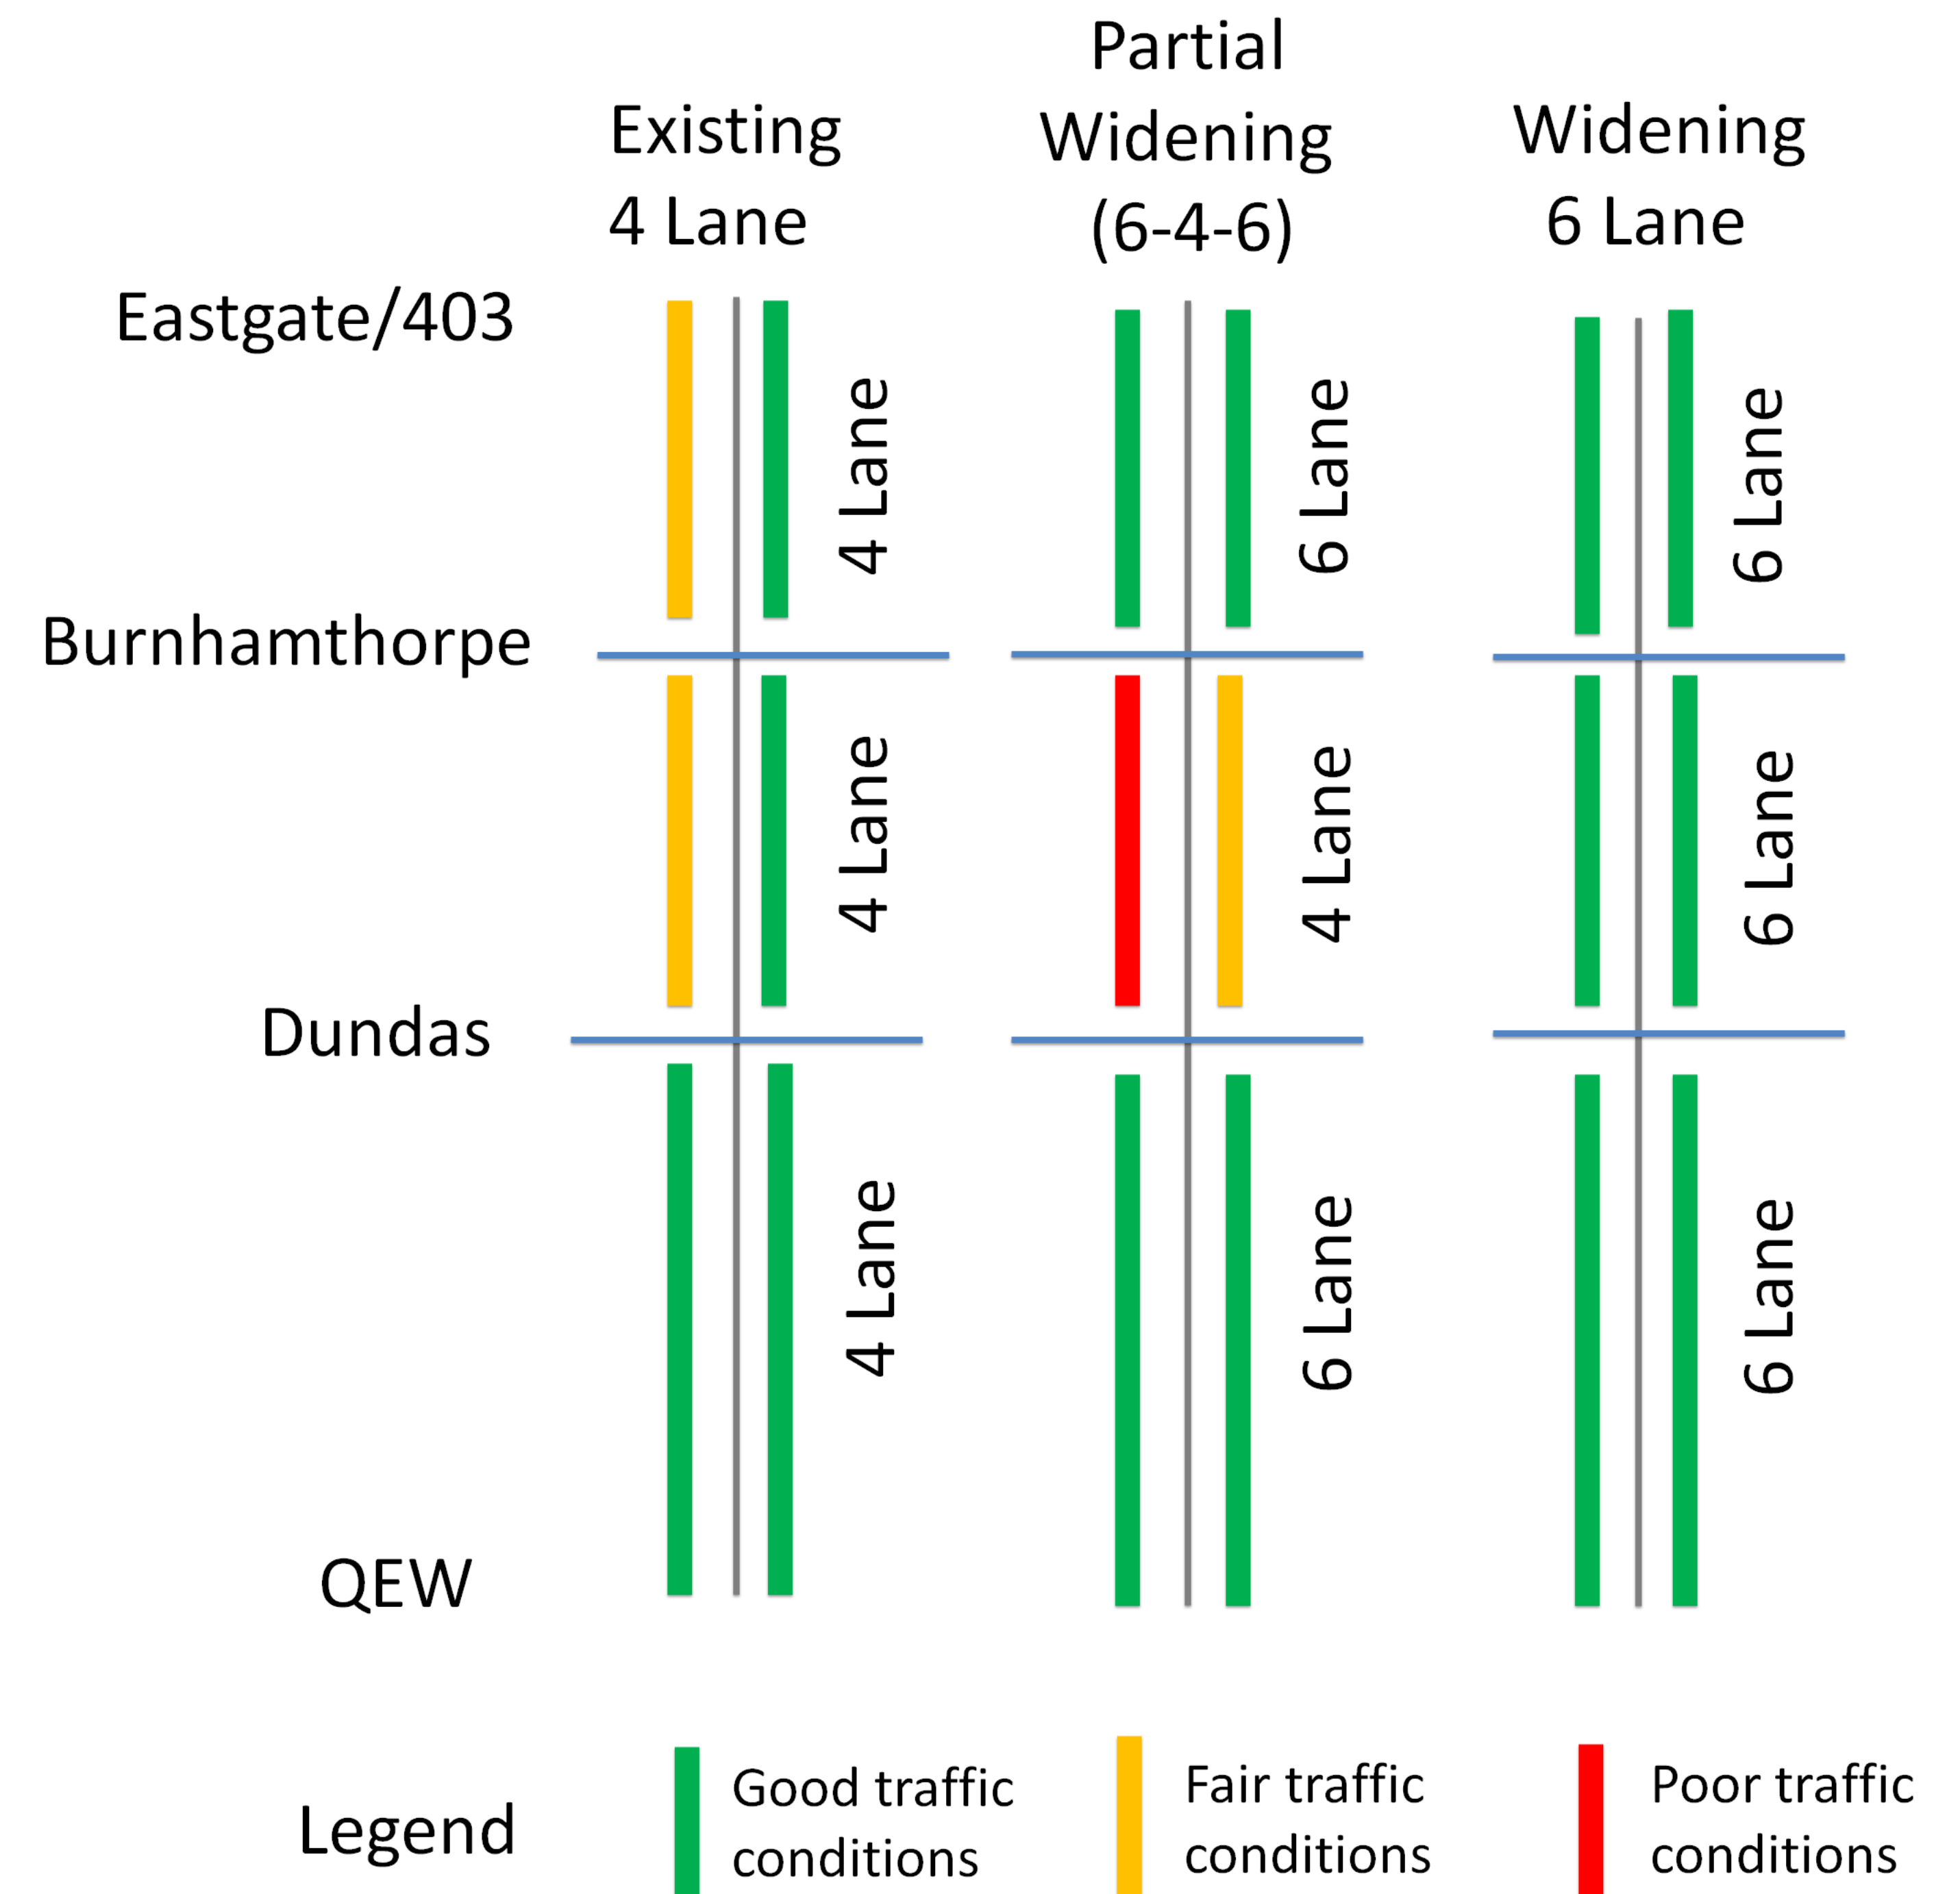 Existing
4 Lane
Partial
Widening
(6-4-6)
Widening
6 Lane
Eastgate/403
4 Lane
6 Lane
6 Lane
Burnhamthorpe
4 Lane
4 Lane
6 Lane
Dundas
4 Lane
6 Lane
6 Lane
QEW
Legend
Good traffic
conditions
Fair traffic
conditions
Poor traffic
conditions